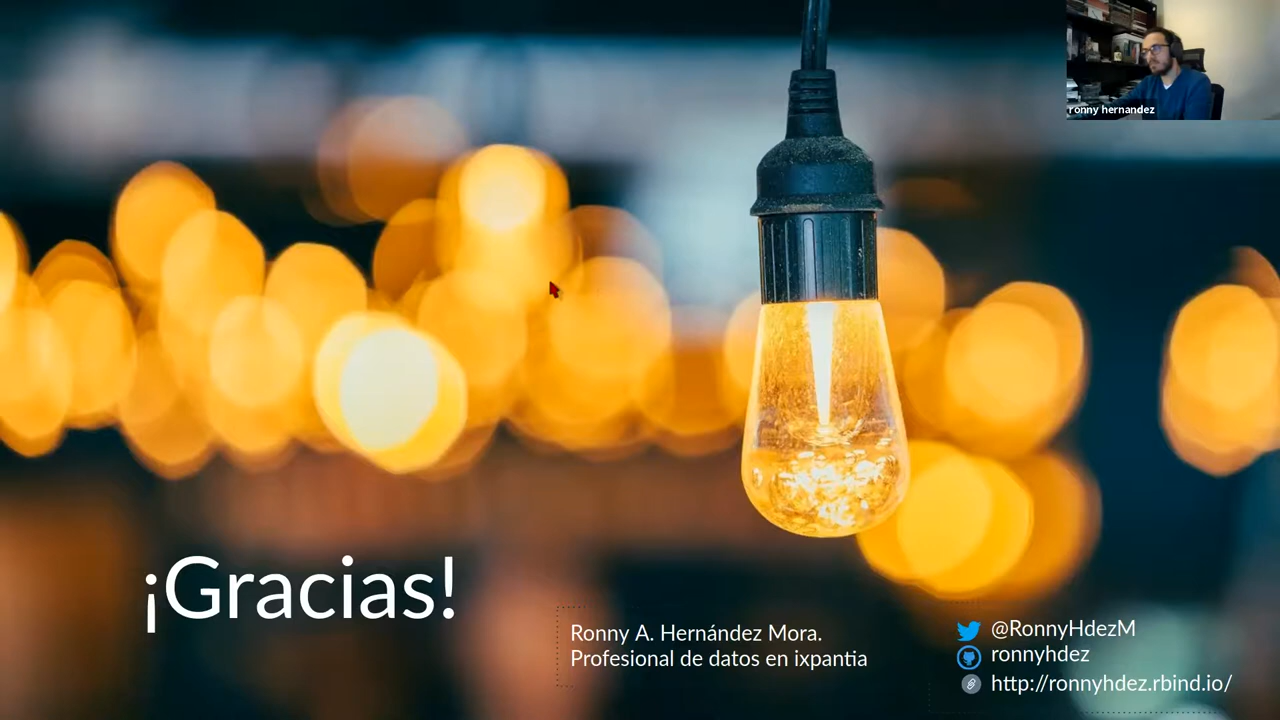 ronny hernandez
¡Gracias!
Ronny A. Hernández Mora.
Profesional de datos en ixpantia
@RonnyHdezM
ronnyhdez
http://ronnyhdez.rbind.io/